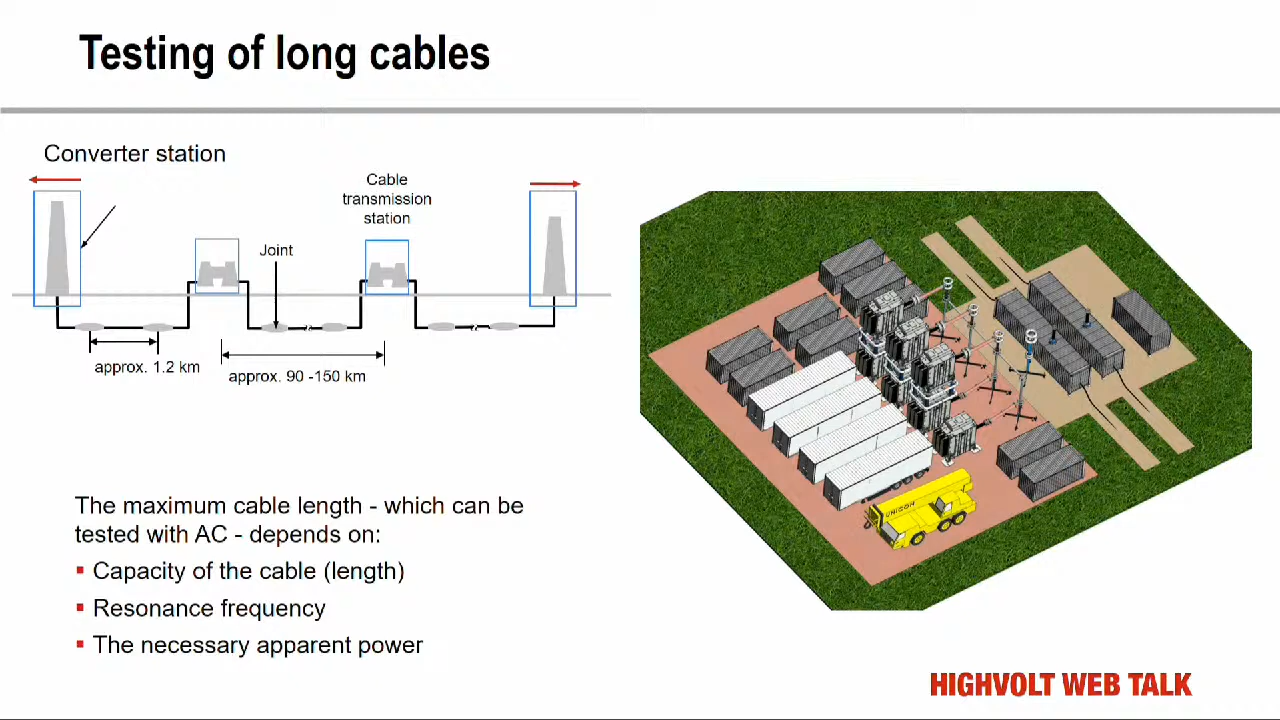 Testing of long cables
Converter station
Cable
transmission
station
Joint
approx. 1.2 km
approx. 90 -150 km
The maximum cable length - which can be
tested with AC - depends on:
▪ Capacity of the cable (length)
▪ Resonance frequency
▪ The necessary apparent power
UNICON
HIGHVOLT WEB TALK